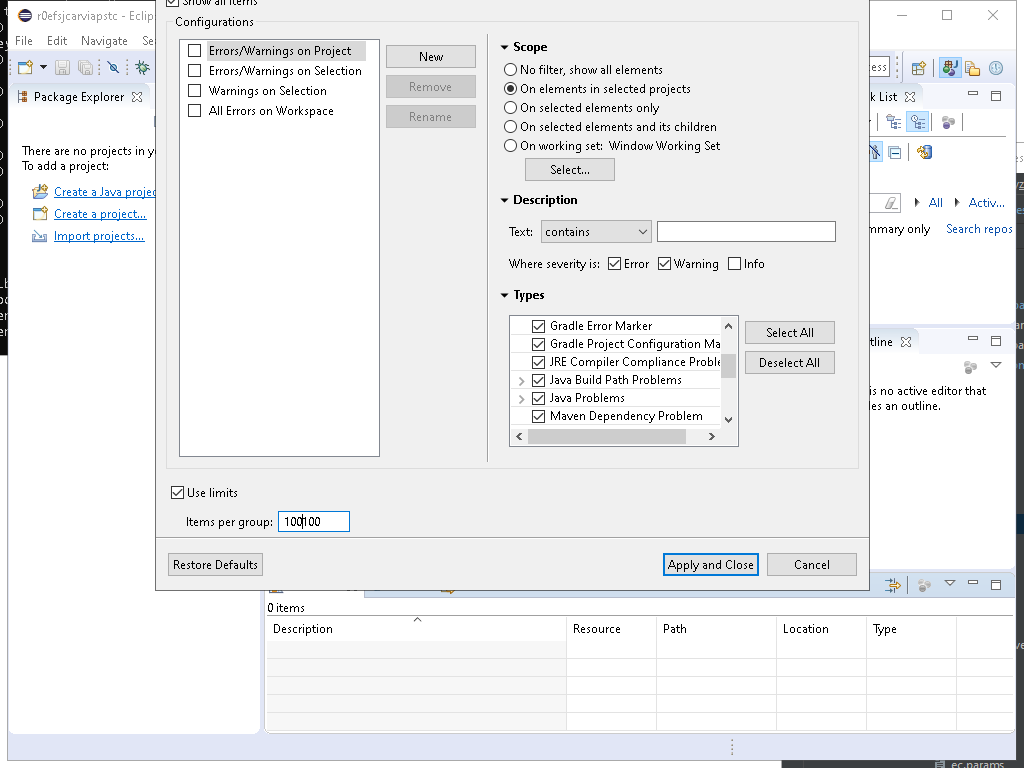 r0efsjcarviapstc - Eclips
Show all items
File Edit Navigate Se
Configurations
Errors/Warnings on Project
Errors/Warnings on Selection
Warnings on Selection
All Errors on Workspace
New
Remove
Rename
Scope
No filter, show all elements
On elements in selected projects
On selected elements only
On selected elements and its children
On working set: Window Working Set
Select...
Package Explorer
There are no projects in y
To add a project:
Create a Java projec
Create a project...
Import projects...
Description
Text: contains
Where severity is: Error Warning Info
Types
Gradle Error Marker
Gradle Project Configuration Ma
JRE Compiler Compliance Proble
Java Build Path Problems
Java Problems
Maven Dependency Problem
Select All
Deselect All
Use limits
Items per group: 100100
Restore Defaults
Apply and Close
Cancel
ess
k List
All Activ...
mmary only Search repos
tline
is no active editor that
les an outline.
0 items
Description Resource Path Location Type
ec.params